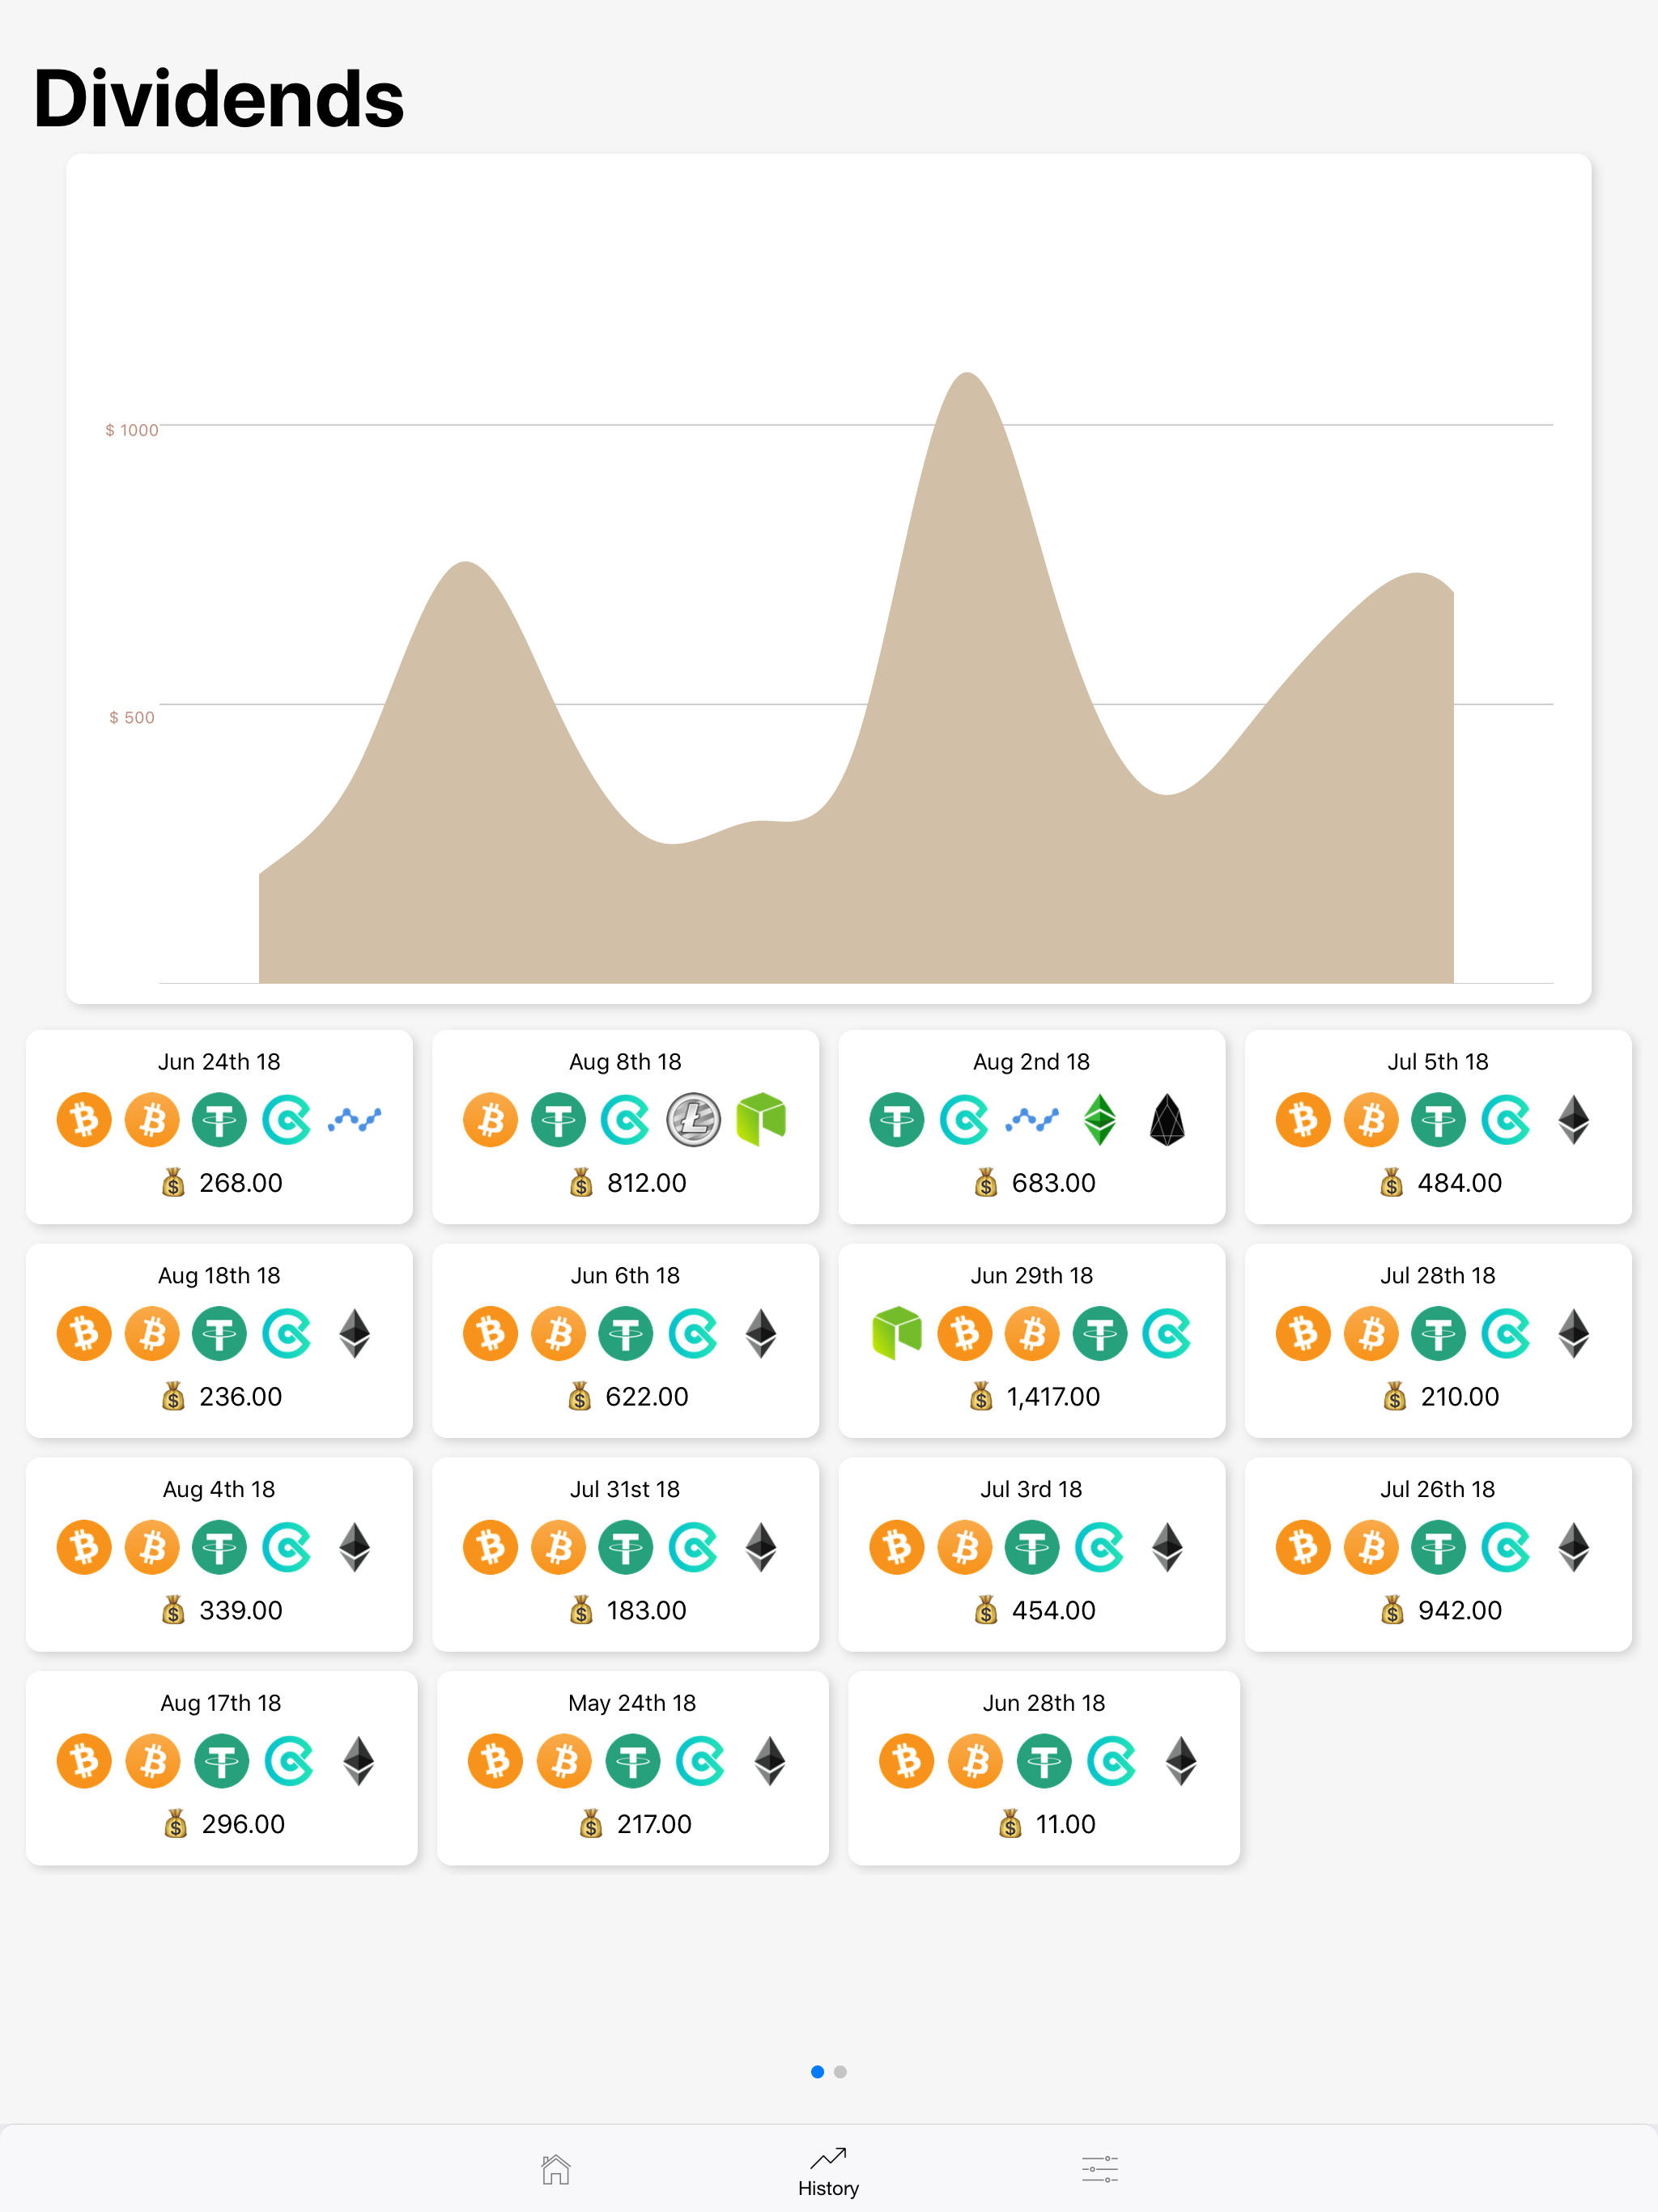 Dividends
$ 1000
$ 500
Jun 24th 18
268.00
Aug 8th 18
812.00
Aug 2nd 18
683.00
Jul 5th 18
484.00
Aug 18th 18
236.00
Jun 6th 18
622.00
Jun 29th 18
1,417.00
Jul 28th 18
210.00
Aug 4th 18
339.00
Jul 31st 18
183.00
Jul 3rd 18
454.00
Jul 26th 18
942.00
Aug 17th 18
296.00
May 24th 18
217.00
Jun 28th 18
11.00
History